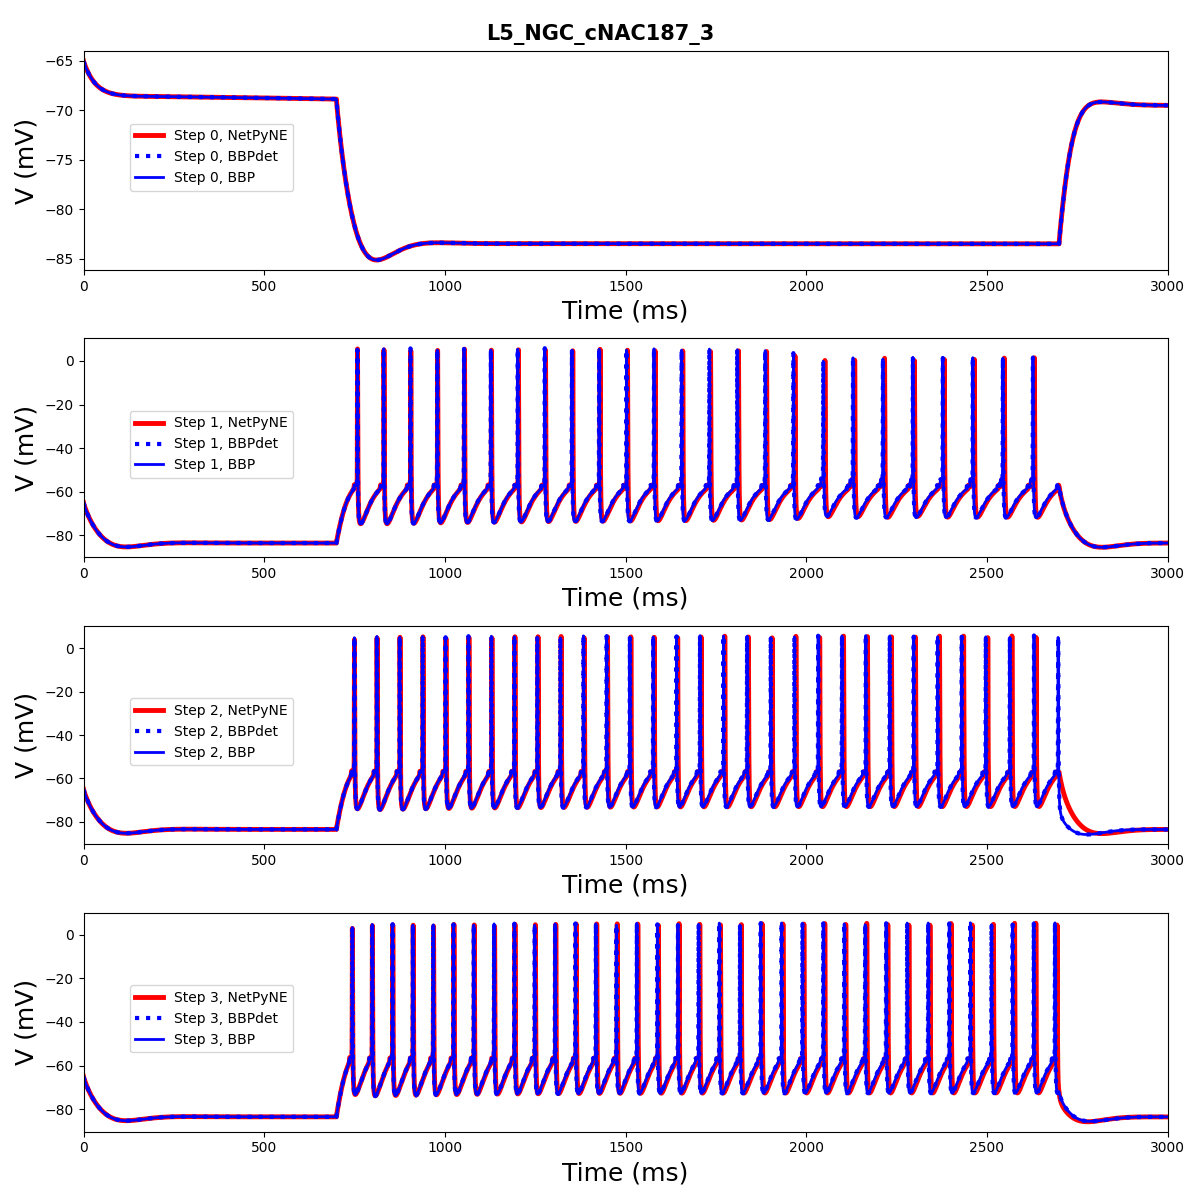 L5_NGC_cNAC187_3
−65
−70
−75
−80
−85
V (mV)
Step 0, NetPyNE
Step 0, BBPdet
Step 0, BBP
0 500 1000 1500 2000 2500 3000
Time (ms)
0
−20
−40
−60
−80
V (mV)
Step 1, NetPyNE
Step 1, BBPdet
Step 1, BBP
0 500 1000 1500 2000 2500 3000
Time (ms)
0
−20
−40
−60
−80
V (mV)
Step 2, NetPyNE
Step 2, BBPdet
Step 2, BBP
0 500 1000 1500 2000 2500 3000
Time (ms)
0
−20
−40
−60
−80
V (mV)
Step 3, NetPyNE
Step 3, BBPdet
Step 3, BBP
0 500 1000 1500 2000 2500 3000
Time (ms)